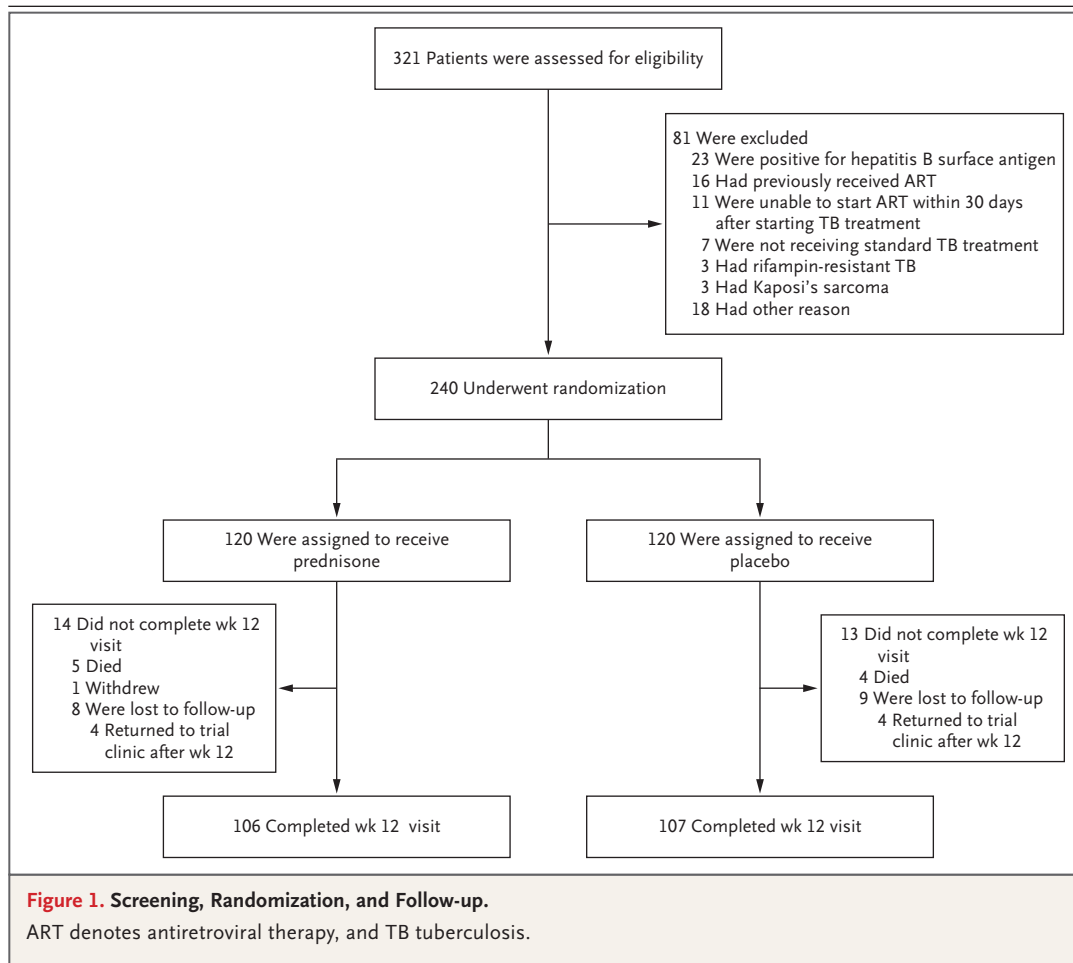 321 Patients were assessed for eligibility
81 Were excluded
23 Were positive for hepatitis B surface antigen
16 Had previously received ART
11 Were unable to start ART within 30 days
after starting TB treatment
7 Were not receiving standard TB treatment
3 Had rifampin-resistant TB
3 Had Kaposi's sarcoma
18 Had other reason
240 Underwent randomization
120 Were assigned to receive
prednisone
120 Were assigned to receive
placebo
14 Did not complete wk 12
visit
5 Died
1 Withdrew
8 Were lost to follow-up
4 Returned to trial
clinic after wk 12
13 Did not complete wk 12
visit
4 Died
9 Were lost to follow-up
4 Returned to trial
clinic after wk 12
106 Completed wk 12 visit
107 Completed wk 12 visit
Figure 1. Screening, Randomization, and Follow-up.
ART denotes antiretroviral therapy, and TB tuberculosis.